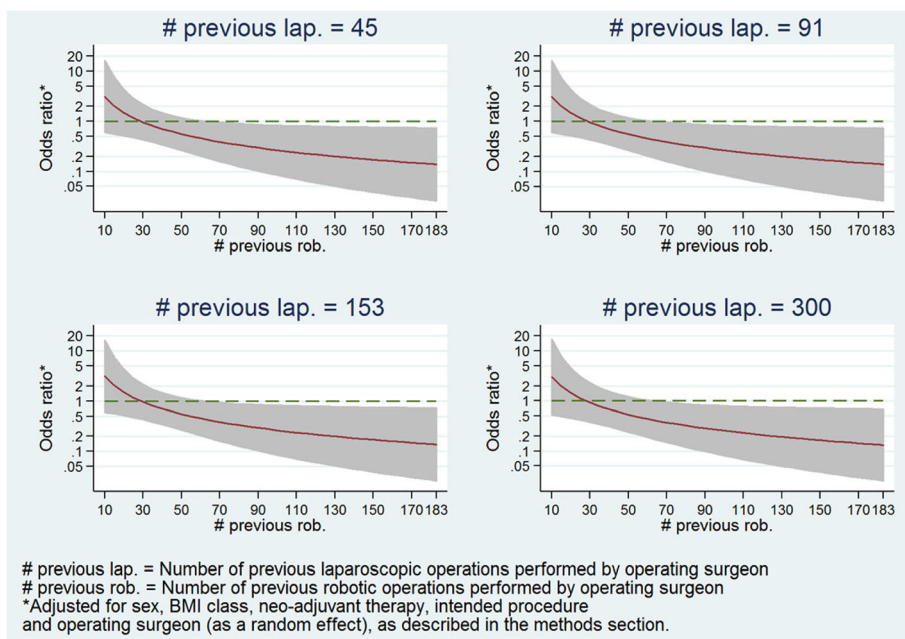 # previous lap. = 45
# previous lap. = 91
Odds ratio*
20
10
5
2
1
.5
.2
.1
.05
10 30 50 70 90 110 130 150 170 183
# previous rob.
Odds ratio*
20
10
5
2
1
.5
.2
.1
.05
10 30 50 70 90 110 130 150 170 183
# previous rob.
# previous lap. = 153
# previous lap. = 300
Odds ratio*
20
10
5
2
1
.5
.2
.1
.05
10 30 50 70 90 110 130 150 170 183
# previous rob.
Odds ratio*
20
10
5
2
1
.5
.2
.1
.05
10 30 50 70 90 110 130 150 170 183
# previous rob.
# previous lap. = Number of previous laparoscopic operations performed by operating surgeon
# previous rob. = Number of previous robotic operations performed by operating surgeon
*Adjusted for sex, BMI class, neo-adjuvant therapy, intended procedure
and operating surgeon (as a random effect), as described in the methods section.